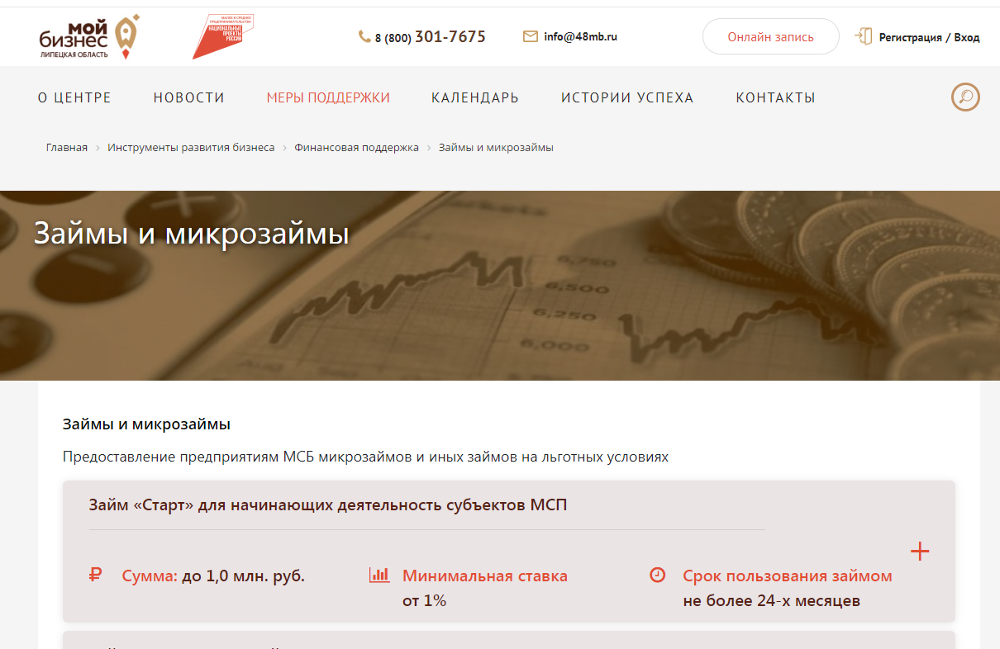 мой
бизнес
ЛИПЕЦКАЯ ОБЛАСТЬ
МАЛОЕ И СРЕДНЕЕ
ПРЕДПРИНИМАТЕЛЬСТВО
НАЦИОНАЛЬНЫЕ
ПРОЕКТЫ
РОССИИ
8 (800) 301-7675
info@48mb.ru
Онлайн запись
Регистрация / Вход
О ЦЕНТРЕ
НОВОСТИ
МЕРЫ ПОДДЕРЖКИ
КАЛЕНДАРЬ
ИСТОРИИ УСПЕХА
КОНТАКТЫ
Главная > Инструменты развития бизнеса > Финансовая поддержка > Займы и микрозаймы
Займы и микрозаймы
markets
6,750
6,500
6,250
6,000
Aug
Займы и микрозаймы
Предоставление предприятиям МСБ микрозаймов и иных займов на льготных условиях
Займ «Старт» для начинающих деятельность субъектов МСП
Сумма: до 1,0 млн. руб.
Минимальная ставка
от 1%
Срок пользования займом
не более 24-х месяцев